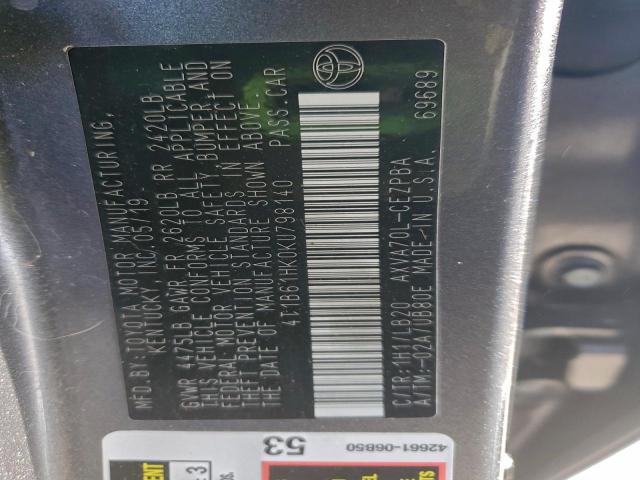 MFD.BY:TOYOTA MOTOR MANUFACTURING,
KENTUCKY, INC. 05/19
GVWR 4475LB GAWR FR 2620LB RR 2420LB
THIS VEHICLE CONFORMS TO ALL APPLICABLE
FEDERAL MOTOR VEHICLE SAFETY, BUMPER AND
THEFT PREVENTION STANDARDS IN EFFECT ON
THE DATE OF MANUFACTURE SHOWN ABOVE.
4T1B61HK0KU798140 PASS.CAR
C/TR:1H1/LB20 AXVA70L-CEZPBA
A/TM:-02A/UB80E MADE IN U.S.A. 69689
42661-06B50
53